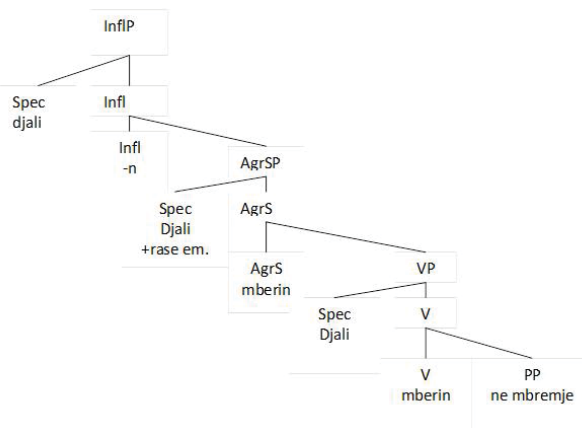 InflP
Spec
djali
Infl
Infl
-n
AgrSP
Spec
Djali
+rase em.
AgrS
AgrS
mberin
VP
Spec
Djali
V
V
mberin
PP
ne mbremje